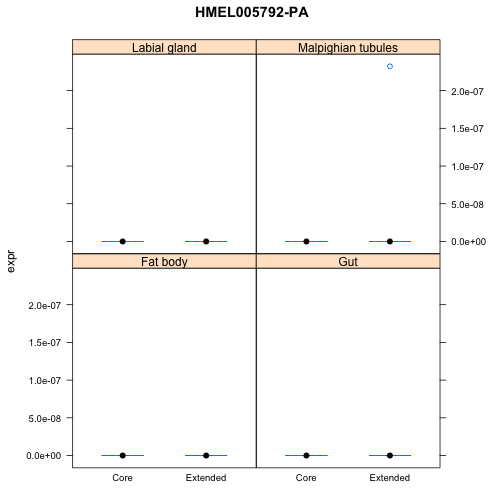 HMEL005792-PA
Labial gland
Malpighian tubules
2.0e-07
1.5e-07
1.0e-07
5.0e-08
0.0e+00
expr
Fat body
Gut
2.0e-07
1.5e-07
1.0e-07
5.0e-08
0.0e+00
Core
Extended
Core
Extended